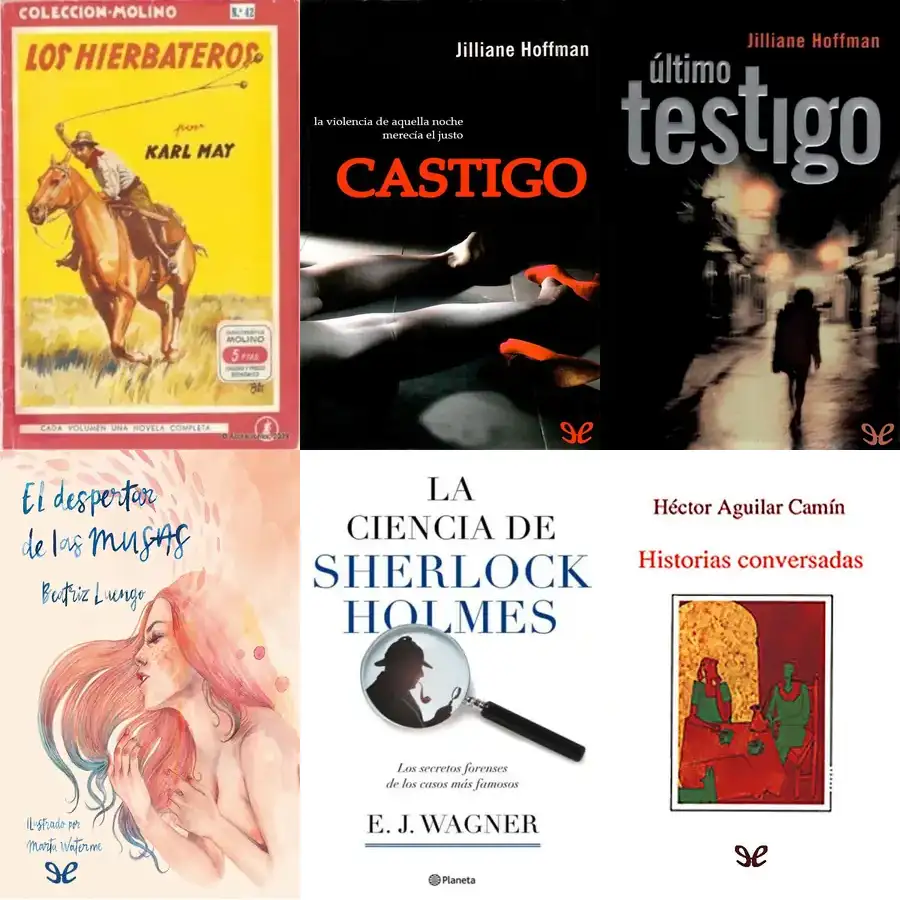 COLECCION-MOLINO
N.º 42
LOS HIERBATEROS
por
KARL MAY
MOLINO
5 PTAS
CADA VOLUMEN UNA NOVELA COMPLETA
Jilliane Hoffman
la violencia de aquella noche
merecía el justo
CASTIGO
Jilliane Hoffman
último
testigo
El despertar
de las MUSAS
Beatriz Luengo
Ilustrado por
Marta Waterme
LA
CIENCIA DE
SHERLOCK
HOLMES
Los secretos forenses
de los casos más famosos
E. J. WAGNER
Planeta
Héctor Aguilar Camín
Historias conversadas